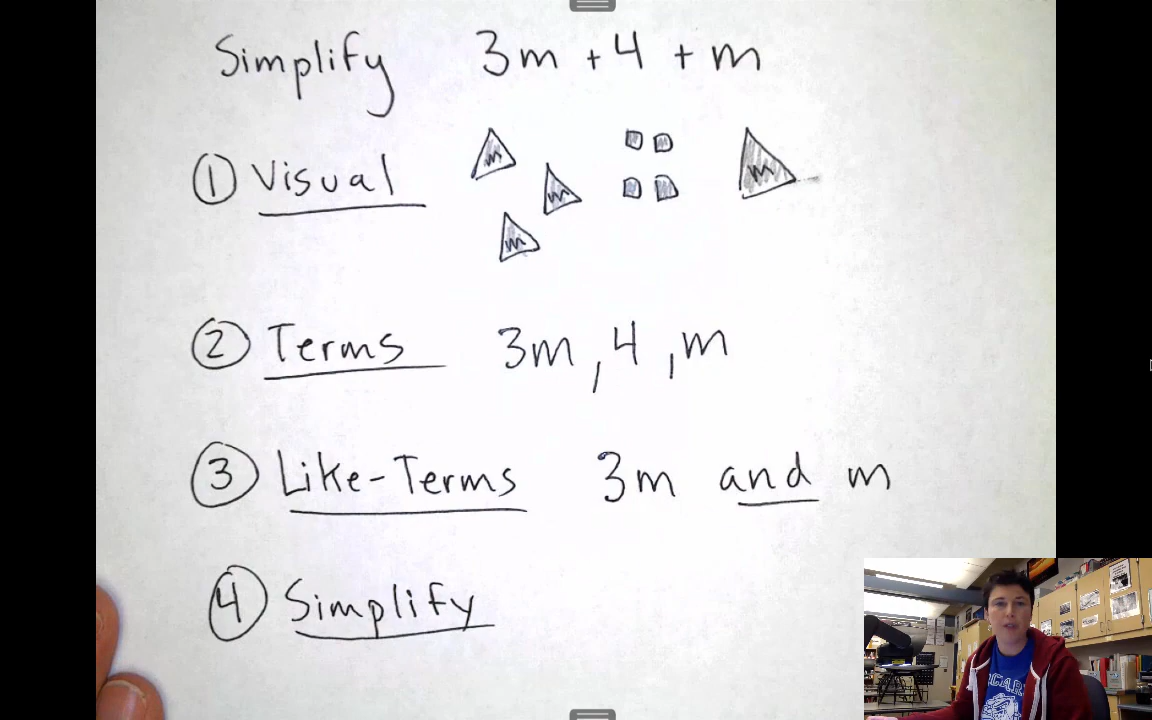 Simplify 3m + 4 + m
① Visual m m m m
② Terms 3m, 4, m
③ Like-Terms 3m and m
④ Simplify